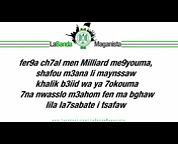 LaBanda Maganista
fer9a ch7al men Milliard me9youma,
shafou m3ana li maynssaw
khalik b3iid wa ya 7okouma
7na nwasslo m3ahom fen ma bghaw
lila la7sabate i tsafaw